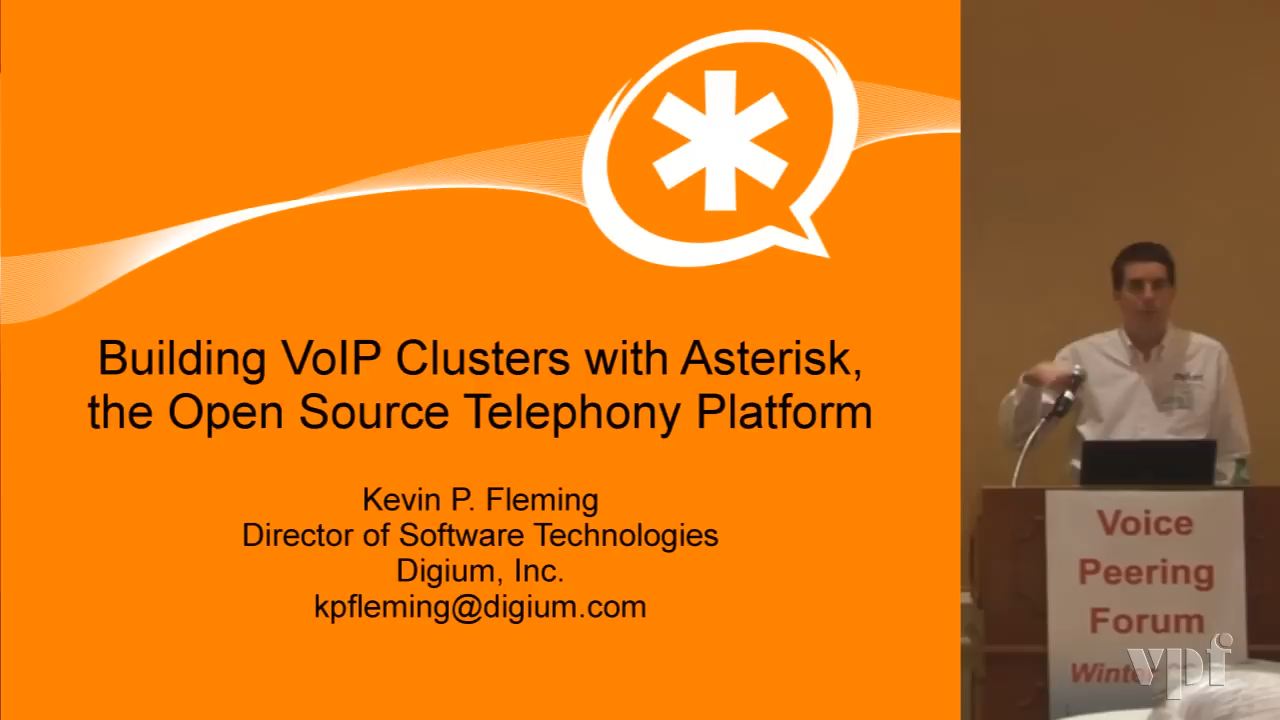 Building VoIP Clusters with Asterisk,
the Open Source Telephony Platform
Kevin P. Fleming
Director of Software Technologies
Digium, Inc.
kpfleming@digium.com
Voice
Peering
Forum
Winter
vpf